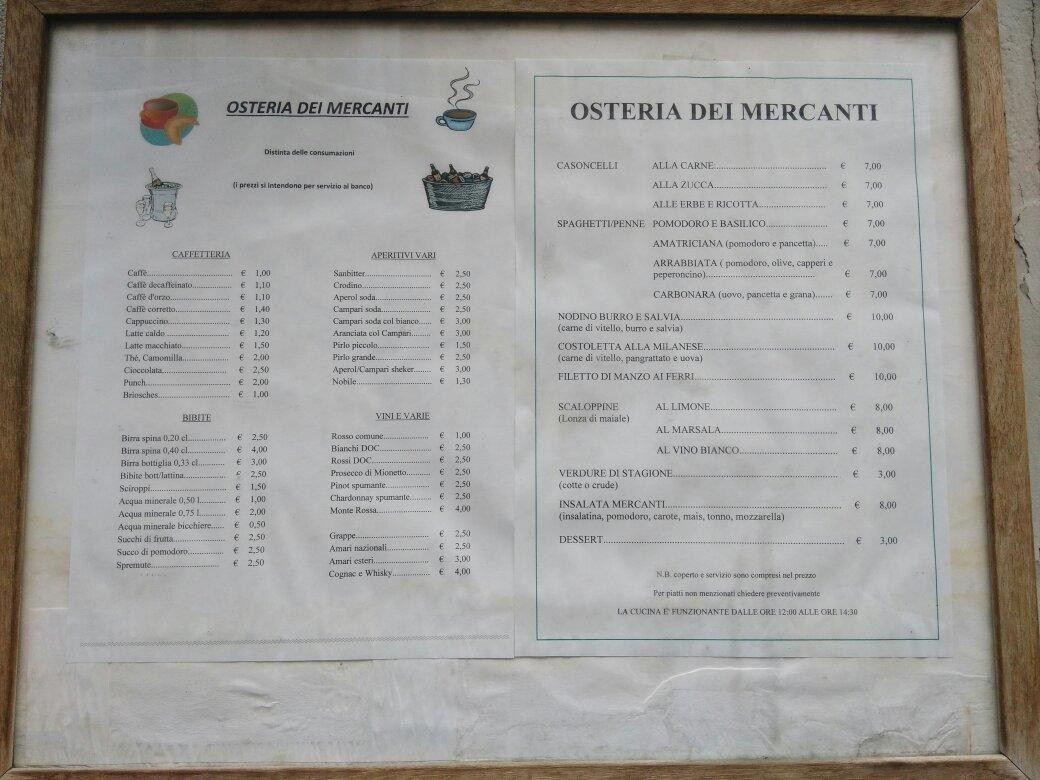 OSTERIA DEI MERCANTI
Distinta delle consumazioni
(i prezzi si intendono per servizio al banco)
CAFFETTERIA
Caffè........................................ € 1,00
Caffè decaffeinato................ € 1,10
Caffè d'orzo........................... € 1,10
Caffè corretto........................ € 1,40
Cappuccino............................ € 1,30
Latte caldo ............................ € 1,20
Latte macchiato..................... € 1,50
Thè, Camomilla..................... € 2,00
Cioccolata............................... € 2,50
Punch...................................... € 2,00
Briosches................................ € 1,00
BIBITE
Birra spina 0,20 cl................. € 2,50
Birra spina 0,40 cl................. € 4,00
Birra bottiglia 0,33 cl............ € 3,00
Bibite bott/lattina................... € 2,50
Sciroppi.................................. € 1,50
Acqua minerale 0,50 l........... € 1,00
Acqua minerale 0,75 l........... € 2,00
Acqua minerale bicchiere...... € 0,50
Succhi di frutta....................... € 2,50
Succo di pomodoro................ € 2,50
Spremute................................ € 2,50
APERITIVI VARI
Sanbitter................................. € 2,50
Crodino.................................. € 2,50
Aperol soda............................ € 2,50
Campari soda......................... € 2,50
Campari soda col bianco...... € 3,00
Aranciata col Campari.......... € 3,00
Pirlo piccolo........................... € 1,50
Pirlo grande........................... € 2,50
Aperol/Campari sheker......... € 3,00
Nobile..................................... € 1,30
VINI E VARIE
Rosso comune........................ € 1,00
Bianchi DOC.......................... € 2,50
Rossi DOC.............................. € 2,50
Prosecco di Mionetto............. € 2,50
Pinot spumante...................... € 2,50
Chardonnay spumante.......... € 2,50
Monte Rossa.......................... € 4,00
Grappe.................................... € 2,50
Amari nazionali..................... € 2,50
Amari esteri........................... € 3,00
Cognac e Whisky................... € 4,00
OSTERIA DEI MERCANTI
CASONCELLI ALLA CARNE........................................ € 7,00
ALLA ZUCCA......................................... € 7,00
ALLE ERBE E RICOTTA......................... € 7,00
SPAGHETTI/PENNE POMODORO E BASILICO...................... € 7,00
AMATRICIANA (pomodoro e pancetta)..... € 7,00
ARRABBIATA ( pomodoro, olive, capperi e
peperoncino)........................................... € 7,00
CARBONARA (uovo, pancetta e grana)...... € 7,00
NODINO BURRO E SALVIA...................................................... € 10,00
(carne di vitello, burro e salvia)
COSTOLETTA ALLA MILANESE............................................... € 10,00
(carne di vitello, pangrattato e uova)
FILETTO DI MANZO AI FERRI................................................... € 10,00
SCALOPPINE AL LIMONE......................................... € 8,00
(Lonza di maiale)
AL MARSALA....................................... € 8,00
AL VINO BIANCO................................ € 8,00
VERDURE DI STAGIONE........................................................... € 3,00
(cotte o crude)
INSALATA MERCANTI............................................................. € 8,00
(insalatina, pomodoro, carote, mais, tonno, mozzarella)
DESSERT..................................................................................... € 3,00
N.B. coperto e servizio sono compresi nel prezzo
Per piatti non menzionati chiedere preventivamente
LA CUCINA E' FUNZIONANTE DALLE ORE 12:00 ALLE ORE 14:30